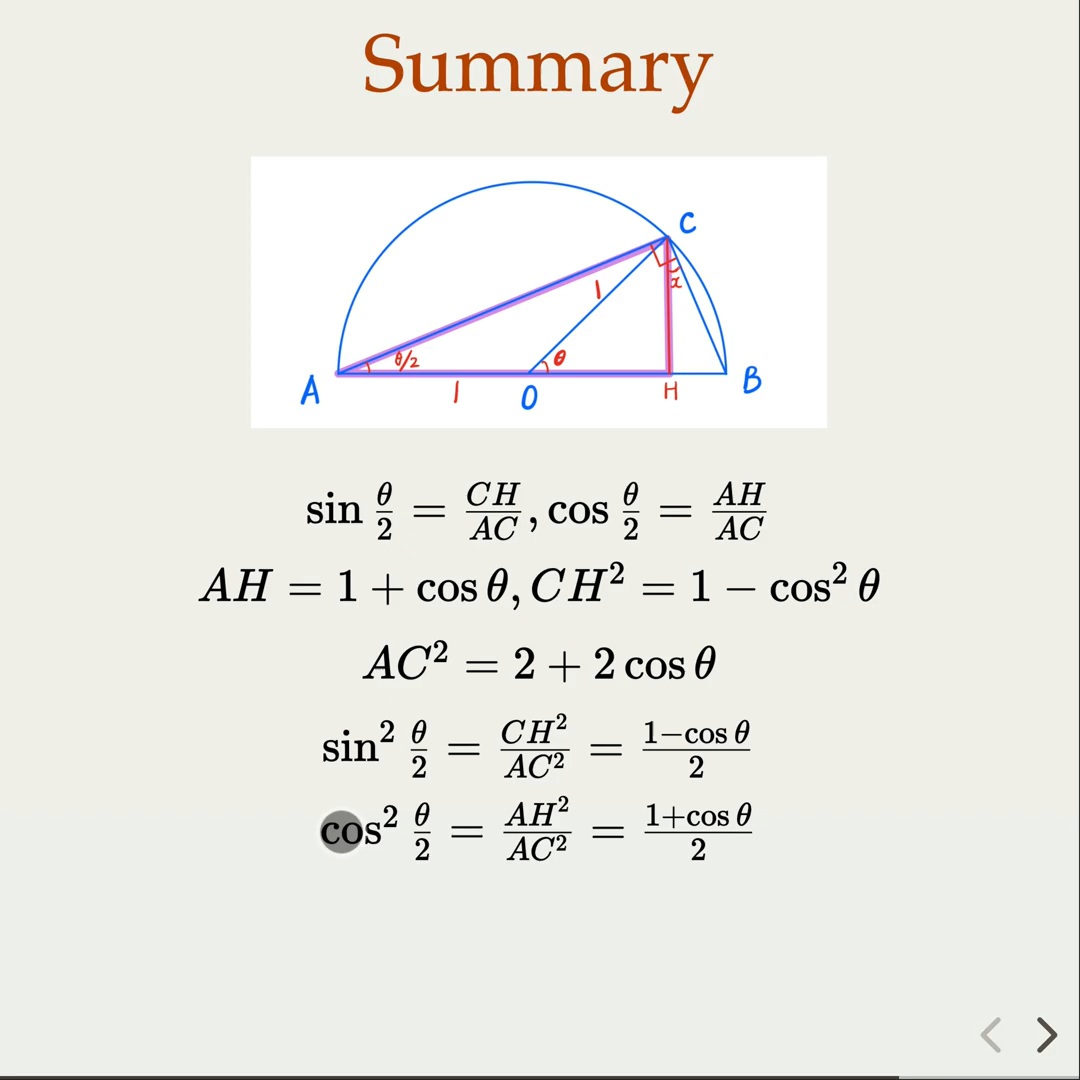 Summary
C
1
x
θ/2
θ
A
1
O
H
B
sin θ/2 = CH/AC, cos θ/2 = AH/AC
AH = 1 + cos θ, CH² = 1 − cos² θ
AC² = 2 + 2 cos θ
sin² θ/2 = CH²/AC² = 1−cos θ/2
cos² θ/2 = AH²/AC² = 1+cos θ/2